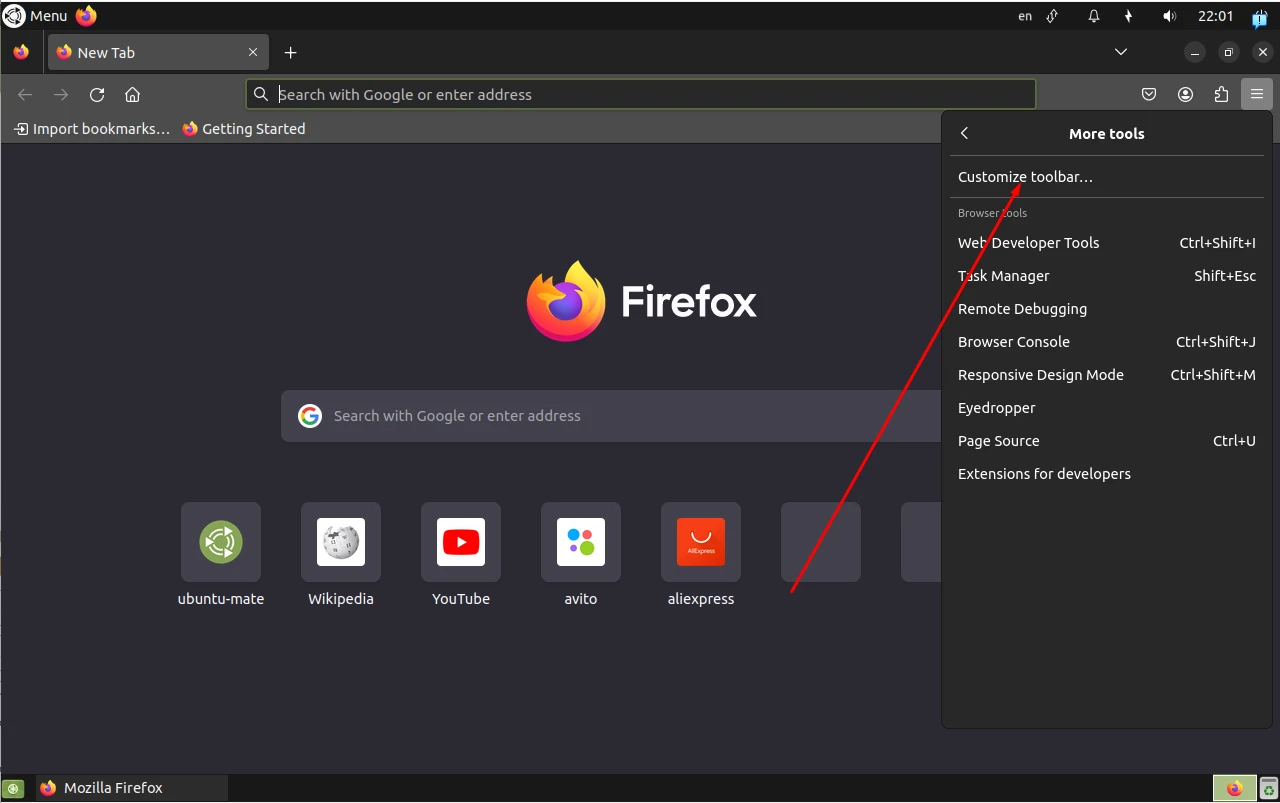 Menu
en
22:01
New Tab
Search with Google or enter address
Import bookmarks…
Getting Started
More tools
Customize toolbar…
Browser tools
Web Developer Tools Ctrl+Shift+I
Task Manager Shift+Esc
Remote Debugging
Browser Console Ctrl+Shift+J
Responsive Design Mode Ctrl+Shift+M
Eyedropper
Page Source Ctrl+U
Extensions for developers
Firefox
Search with Google or enter address
AliExpress
ubuntu-mate
Wikipedia
YouTube
avito
aliexpress
Mozilla Firefox